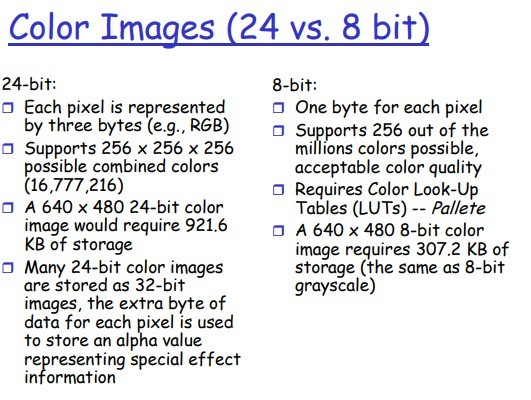 Color Images (24 vs. 8 bit)
24-bit:
❒ Each pixel is represented
by three bytes (e.g., RGB)
❒ Supports 256 x 256 x 256
possible combined colors
(16,777,216)
❒ A 640 x 480 24-bit color
image would require 921.6
KB of storage
❒ Many 24-bit color images
are stored as 32-bit
images, the extra byte of
data for each pixel is used
to store an alpha value
representing special effect
information
8-bit:
❒ One byte for each pixel
❒ Supports 256 out of the
millions colors possible,
acceptable color quality
❒ Requires Color Look-Up
Tables (LUTs) -- Pallete
❒ A 640 x 480 8-bit color
image requires 307.2 KB of
storage (the same as 8-bit
grayscale)